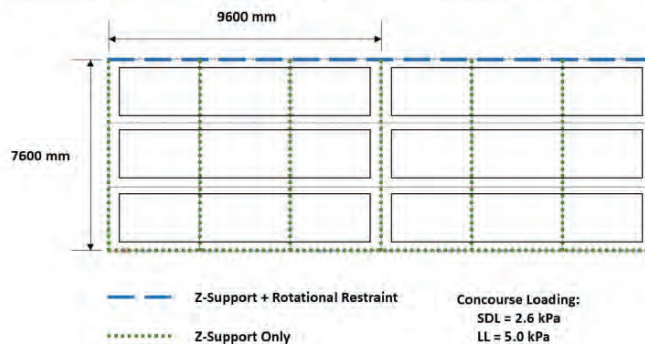 9600 mm
7600 mm
Z-Support + Rotational Restraint
Concourse Loading:
SDL = 2.6 kPa
Z-Support Only
LL = 5.0 kPa